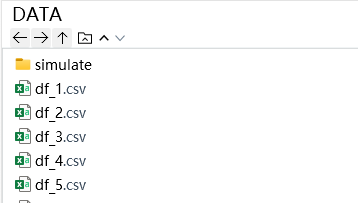 DATA
simulate
df_1.csv
df_2.csv
df_3.csv
df_4.csv
df_5.csv